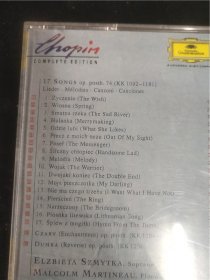 Chopin
COMPLETE EDITION
Deutsche
Grammophon
17 SONGS op. posth. 74 (KK 1092–1181)
Lieder · Mélodies · Canzoni · Canciones
1 Życzenie (The Wish)
2 Wiosna (Spring)
3 Smutna rzeka (The Sad River)
4 Hulanka (Merrymaking)
5 Gdzie lubi (What She Likes)
6 Precz z moich oczu (Out Of My Sight)
7 Poseł (The Messenger)
8 Śliczny chłopiec (Handsome Lad)
9 Melodia (Melody)
10 Wojak (The Warrior)
11 Dwojaki koniec (The Double End)
12 Moja pieszczotka (My Darling)
13 Nie ma czego trzeba (I Want What I Have Not)
14 Pierścień (The Ring)
15 Narzeczony (The Bridegroom)
16 Piosnka litewska (Lithuanian Song)
17 Śpiew z mogiły (Hymn From The Tomb)
CZARY (Enchantment) op. posth. (KK
DUMKA (Reverie) op. posth. (KK
ELŻBIETA SZMYTKA, Soprano
MALCOLM MARTINEAU, Piano